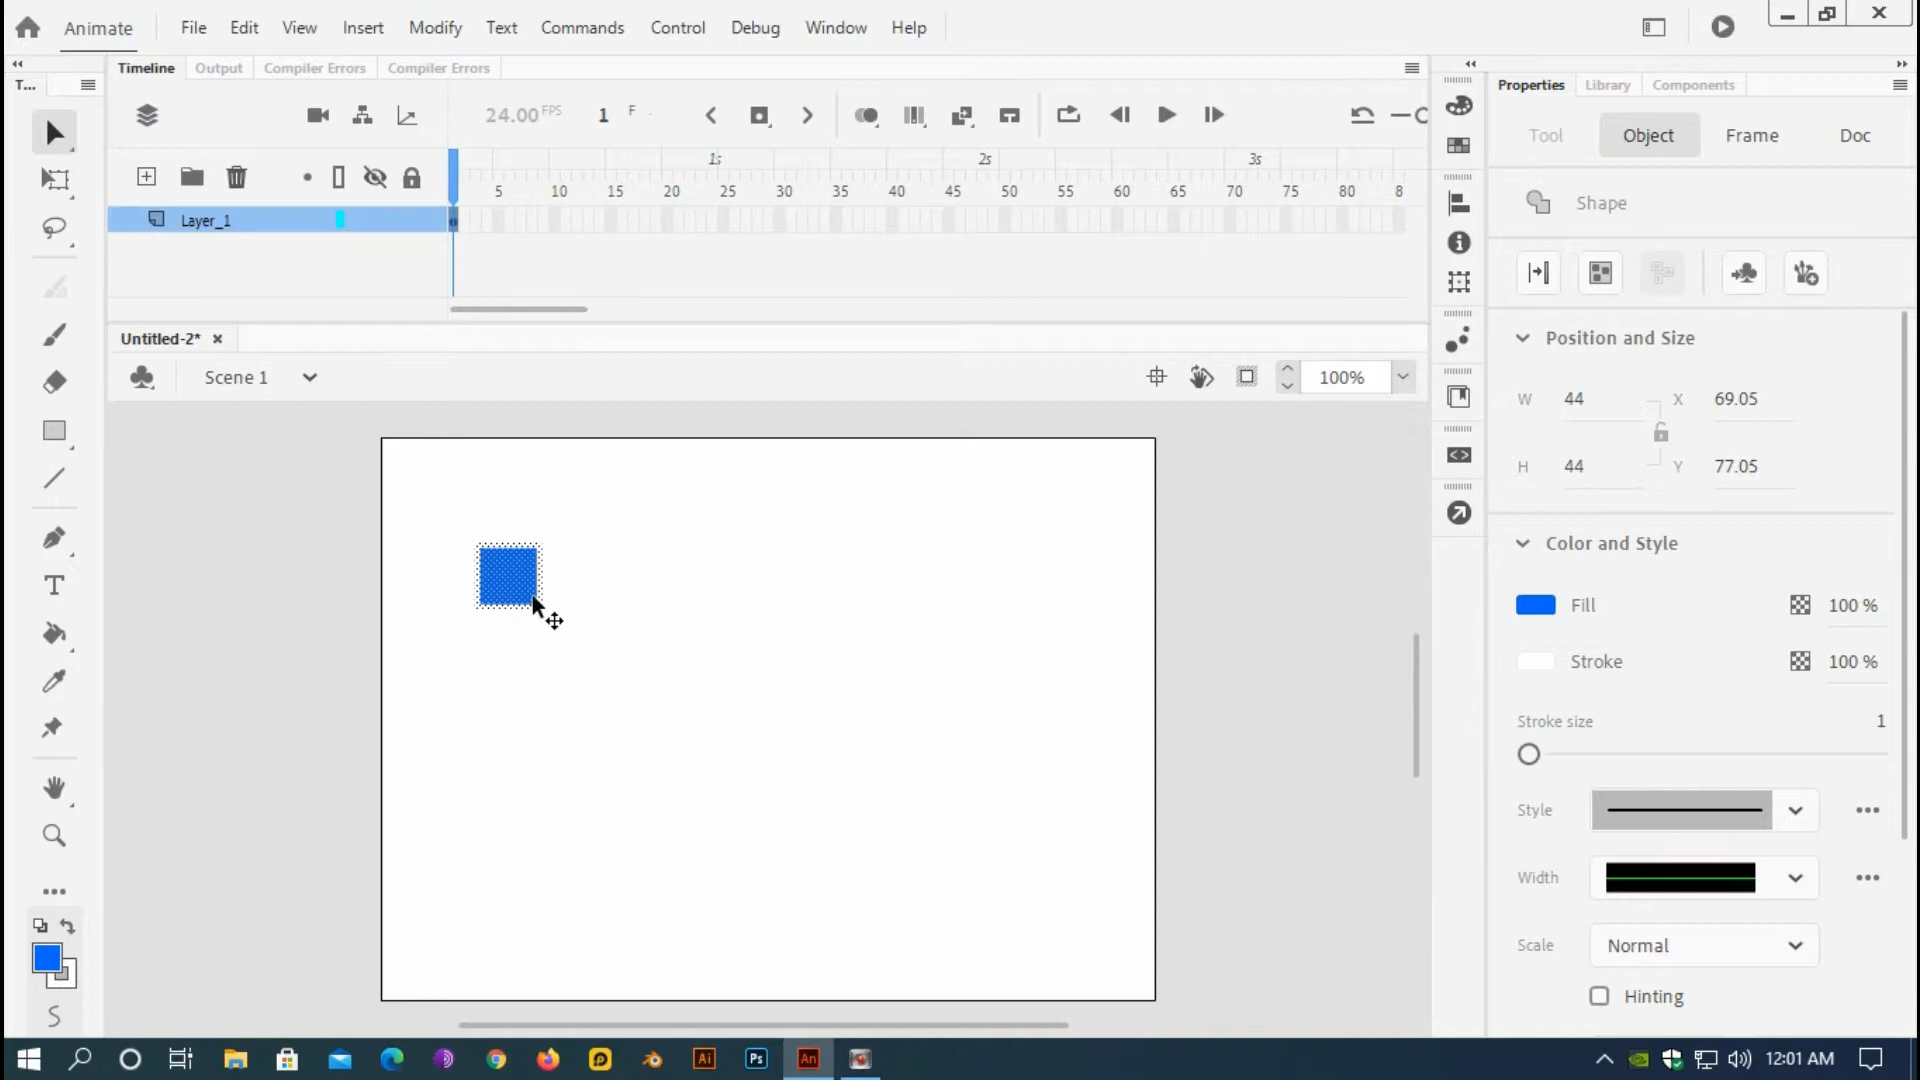 Animate File Edit View Insert Modify Text Commands Control Debug Window Help
T... Timeline Output Compiler Errors Compiler Errors Properties Library Components
24.00 FPS 1 F
Tool Object Frame Doc
1s 2s 3s
5 10 15 20 25 30 35 40 45 50 55 60 65 70 75 80 8
Layer_1
Shape
Untitled-2*
Position and Size
Scene 1 100%
W 44 X 69.05
H 44 Y 77.05
Color and Style
Fill 100 %
Stroke 100 %
Stroke size 1
Style
Width
Scale Normal
Hinting
Ai Ps An 12:01 AM